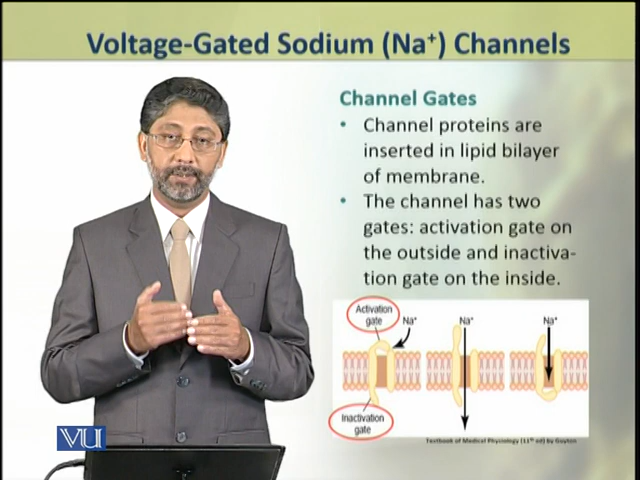 Voltage-Gated Sodium (Na⁺) Channels
Channel Gates
• Channel proteins are
inserted in lipid bilayer
of membrane.
• The channel has two
gates: activation gate on
the outside and inactiva-
tion gate on the inside.
Activation
gate
Na⁺
Na⁺
Na⁺
Inactivation
gate
Textbook of Medical Physiology (11th ed) by Guyton
VU